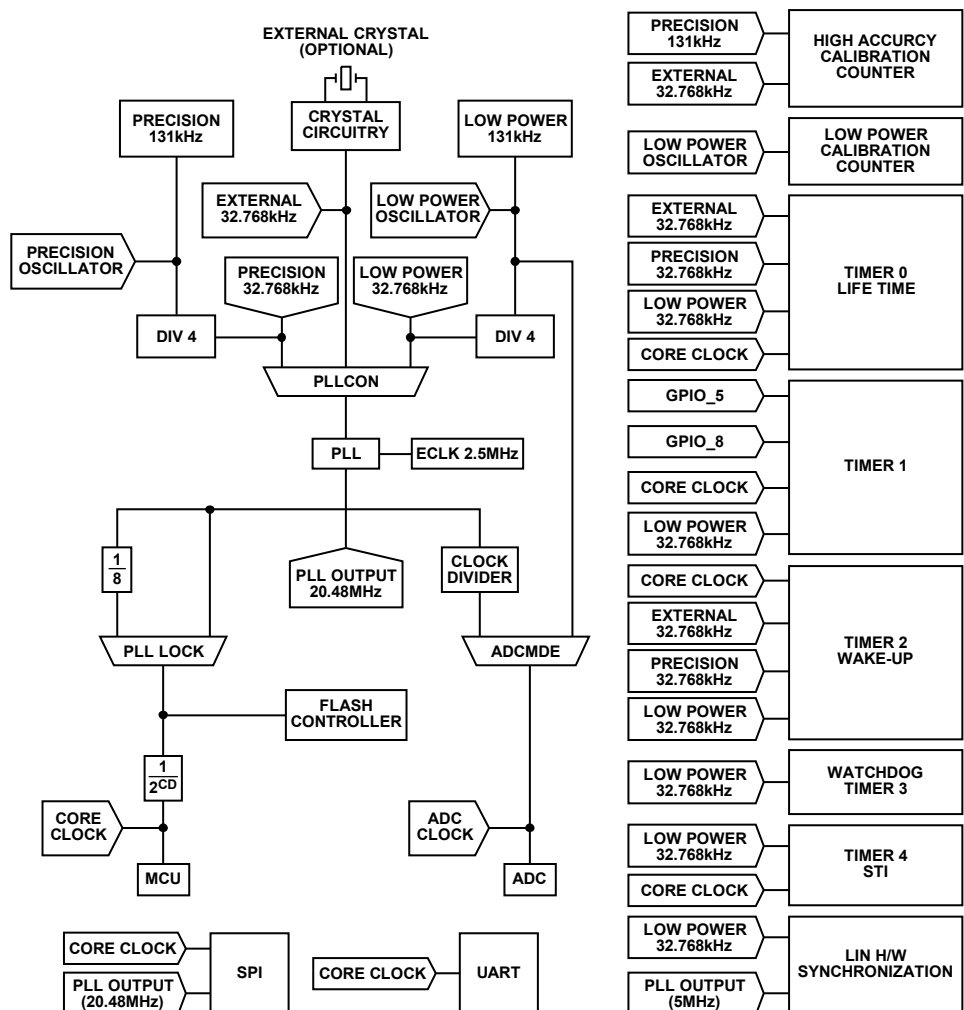 EXTERNAL CRYSTAL
(OPTIONAL)
CRYSTAL
CIRCUITRY
PRECISION
131kHz
LOW POWER
131kHz
EXTERNAL
32.768kHz
LOW POWER
OSCILLATOR
PRECISION
OSCILLATOR
PRECISION
32.768kHz
LOW POWER
32.768kHz
DIV 4
DIV 4
PLLCON
PLL
ECLK 2.5MHz
1
8
PLL OUTPUT
20.48MHz
CLOCK
DIVIDER
PLL LOCK
ADCMDE
FLASH
CONTROLLER
1
2CD
CORE
CLOCK
ADC
CLOCK
MCU
ADC
CORE CLOCK
PLL OUTPUT
(20.48MHz)
SPI
CORE CLOCK
UART
PRECISION
131kHz
EXTERNAL
32.768kHz
HIGH ACCURCY
CALIBRATION
COUNTER
LOW POWER
OSCILLATOR
LOW POWER
CALIBRATION
COUNTER
EXTERNAL
32.768kHz
PRECISION
32.768kHz
LOW POWER
32.768kHz
CORE CLOCK
TIMER 0
LIFE TIME
GPIO_5
GPIO_8
CORE CLOCK
LOW POWER
32.768kHz
TIMER 1
CORE CLOCK
EXTERNAL
32.768kHz
PRECISION
32.768kHz
LOW POWER
32.768kHz
TIMER 2
WAKE-UP
LOW POWER
32.768kHz
WATCHDOG
TIMER 3
LOW POWER
32.768kHz
CORE CLOCK
TIMER 4
STI
LOW POWER
32.768kHz
PLL OUTPUT
(5MHz)
LIN H/W
SYNCHRONIZATION